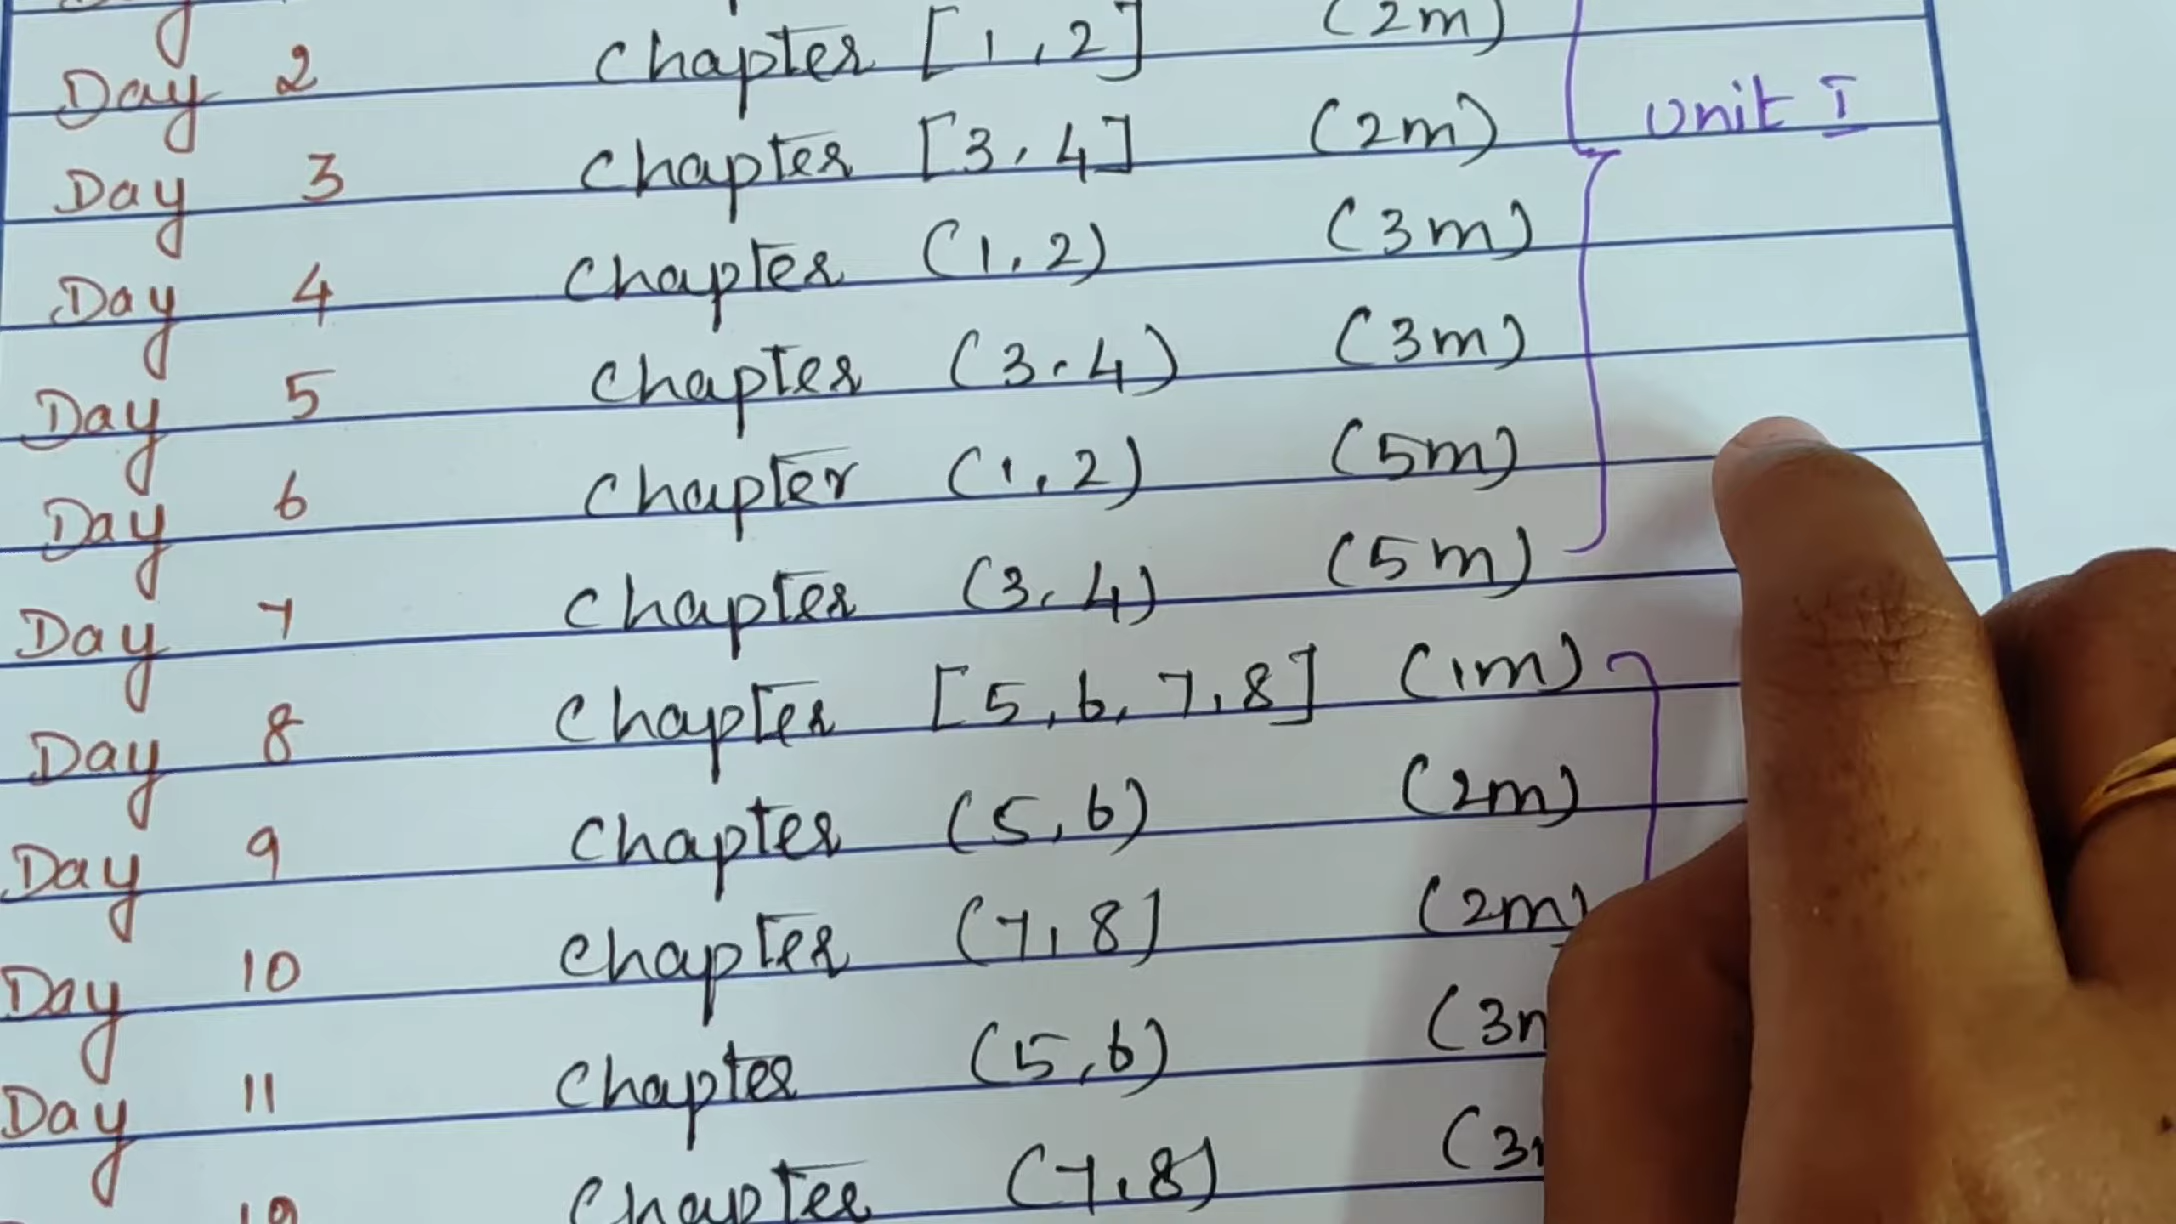 Day 2 chapter [1, 2] (2m)
Day 3 chapter [3, 4] (2m) Unit I
Day 4 chapter (1, 2) (3m)
Day 5 chapter (3, 4) (3m)
Day 6 chapter (1, 2) (5m)
Day 7 chapter (3, 4) (5m)
Day 8 chapter [5, 6, 7, 8] (1m)
Day 9 chapter (5, 6) (2m)
Day 10 chapter (7, 8] (2m)
Day 11 chapter (5, 6) (3m
chapter (7, 8) (3